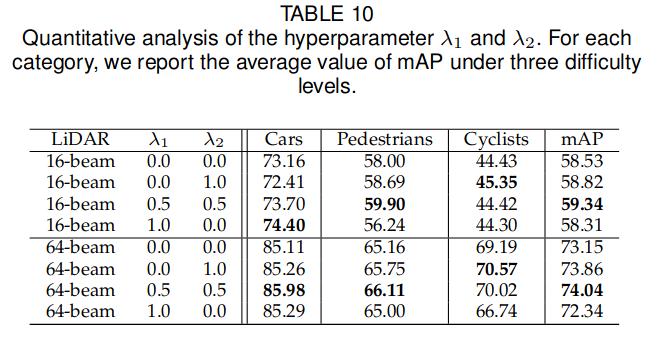 TABLE 10
Quantitative analysis of the hyperparameter λ₁ and λ₂. For each
category, we report the average value of mAP under three difficulty
levels.
LiDAR λ₁ λ₂ Cars Pedestrians Cyclists mAP
16-beam 0.0 0.0 73.16 58.00 44.43 58.53
16-beam 0.0 1.0 72.41 58.69 45.35 58.82
16-beam 0.5 0.5 73.70 59.90 44.42 59.34
16-beam 1.0 0.0 74.40 56.24 44.30 58.31
64-beam 0.0 0.0 85.11 65.16 69.19 73.15
64-beam 0.0 1.0 85.26 65.75 70.57 73.86
64-beam 0.5 0.5 85.98 66.11 70.02 74.04
64-beam 1.0 0.0 85.29 65.00 66.74 72.34